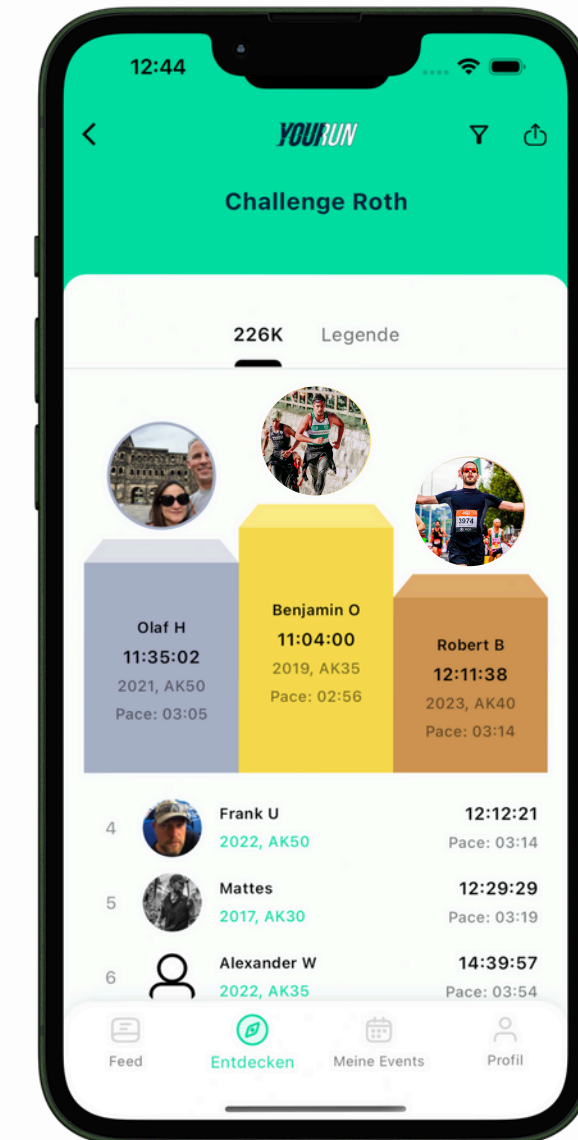 12:44
YOURUN
Challenge Roth
226K Legende
Olaf H
11:35:02
2021, AK50
Pace: 03:05
Benjamin O
11:04:00
2019, AK35
Pace: 02:56
3974
Robert B
12:11:38
2023, AK40
Pace: 03:14
4 Frank U 12:12:21
2022, AK50 Pace: 03:14
5 Mattes 12:29:29
2017, AK30 Pace: 03:19
6 Alexander W 14:39:57
2022, AK35 Pace: 03:54
Feed Entdecken Meine Events Profil